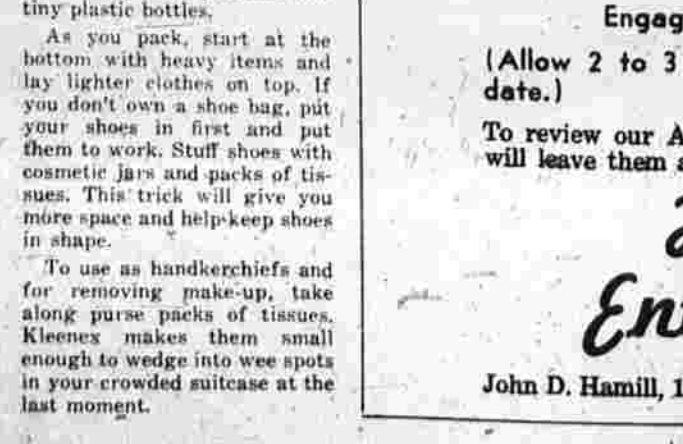 tiny plastic bottles.
As you pack, start at the
bottom with heavy items and
lay lighter clothes on top. If
you don't own a shoe bag, put
your shoes in first and put
them to work. Stuff shoes with
cosmetic jars and packs of tis-
sues. This trick will give you
more space and help keep shoes
in shape.
To use as handkerchiefs and
for removing make-up, take
along purse packs of tissues.
Kleenex makes them small
enough to wedge into wee spots
in your crowded suitcase at the
last moment.
Engag
(Allow 2 to 3
date.)
To review our A
will leave them a
En
John D. Hamill, 1